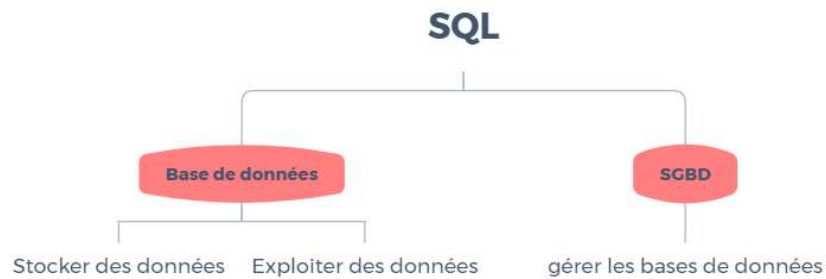 SQL
Base de données
SGBD
Stocker des données
Exploiter des données
gérer les bases de données